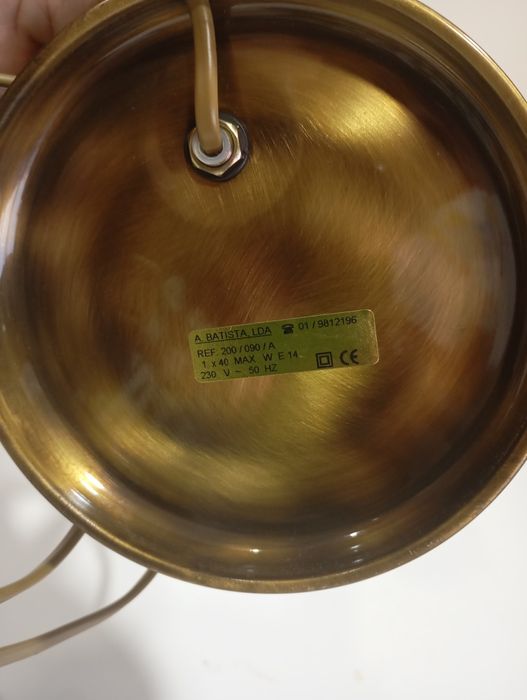 A. BATISTA, LDA ☎ 01 / 9812196
REF: 200 / 090 / A
1 x 40 MAX W E 14 CE
230 V ~ 50 HZ